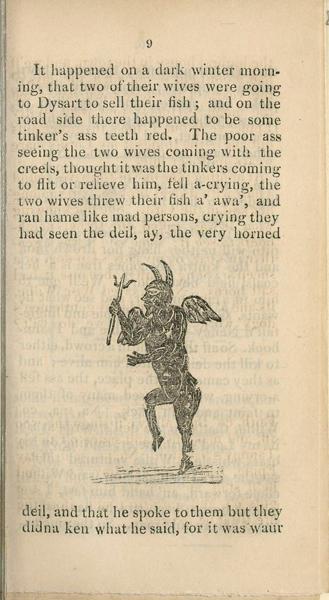 9
It happened on a dark winter morn-
ing, that two of their wives were going
to Dysart to sell their fish ; and on the
road side there happened to be some
tinker's ass teeth red. The poor ass
seeing the two wives coming with the
creels, thought it was the tinkers coming
to flit or relieve him, fell a-crying, the
two wives threw their fish a' awa', and
ran hame like mad persons, crying they
had seen the deil, ay, the very horned
deil, and that he spoke to them but they
didna ken what he said, for it was waur